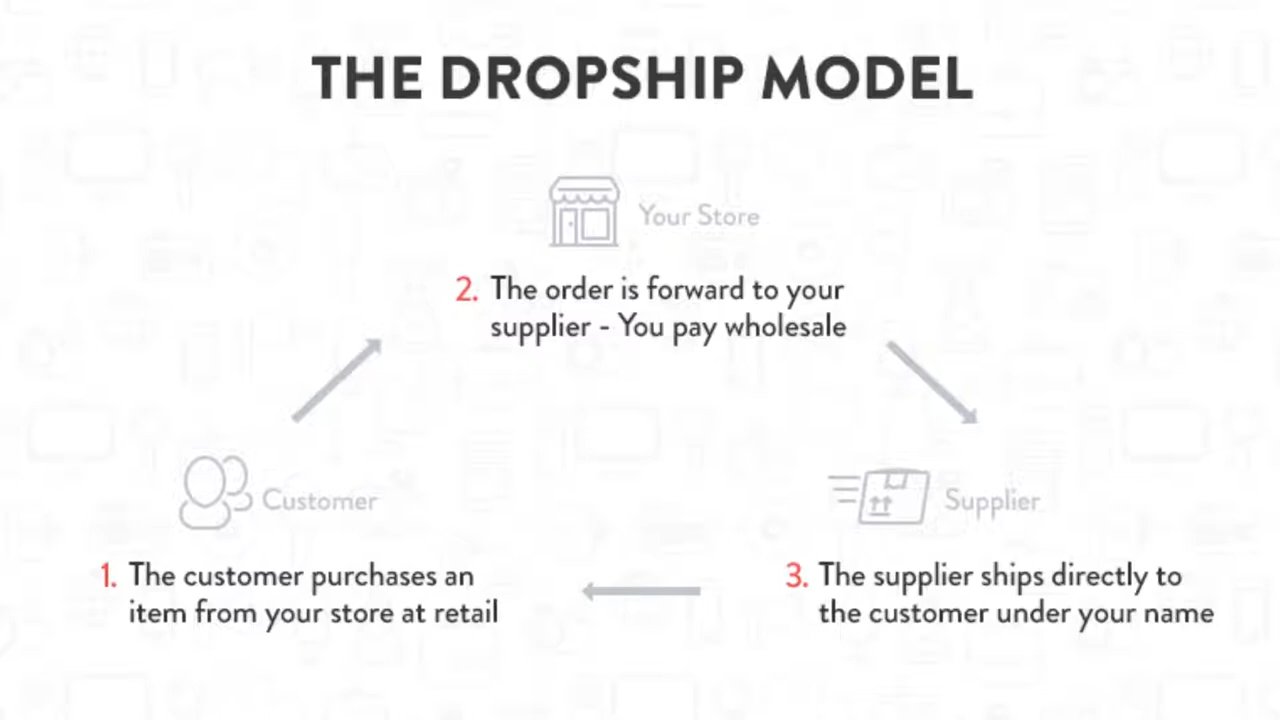 THE DROPSHIP MODEL
Your Store
2. The order is forward to your
supplier - You pay wholesale
Customer
1. The customer purchases an
item from your store at retail
Supplier
3. The supplier ships directly to
the customer under your name